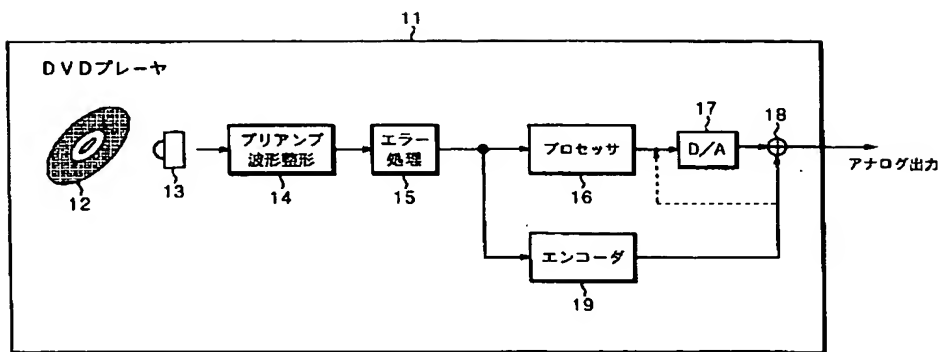 11
DVDプレーヤ
12
13
プリアンプ
波形整形
14
エラー
処理
15
プロセッサ
16
17
D/A
18
アナログ出力
エンコーダ
19